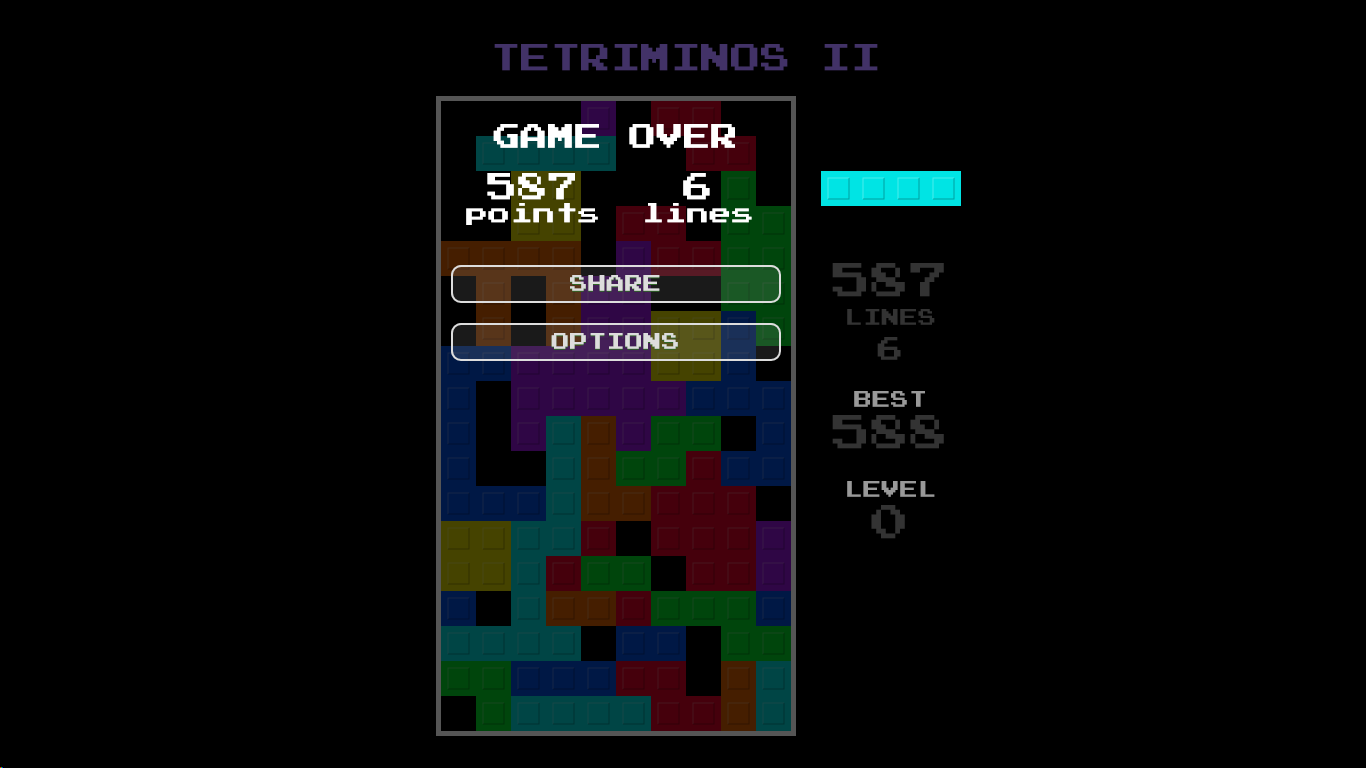 TETRIMINOS II
GAME OVER
587 6
points lines
SHARE
OPTIONS
587
LINES
6
BEST
588
LEVEL
0